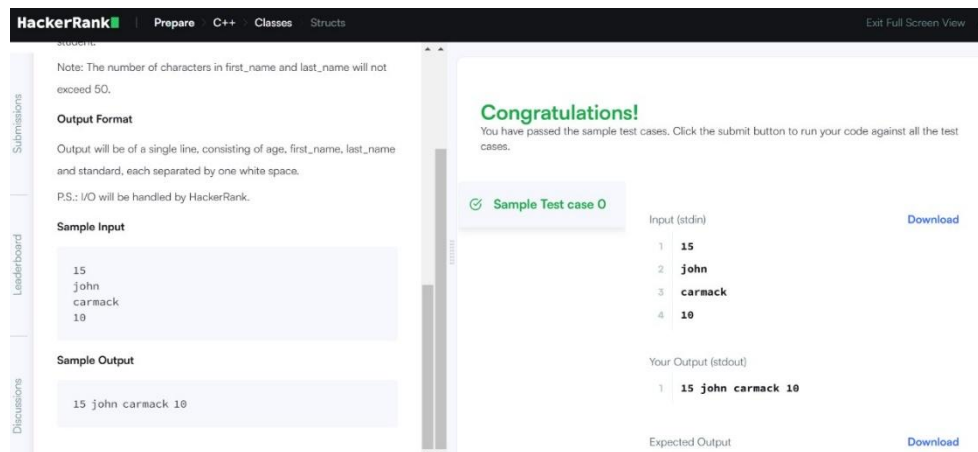 HackerRank
Prepare > C++ > Classes > Structs
Exit Full Screen View
Submissions
Leaderboard
Discussions
student.
Note: The number of characters in first_name and last_name will not
exceed 50.
Output Format
Output will be of a single line, consisting of age, first_name, last_name
and standard, each separated by one white space.
P.S.: I/O will be handled by HackerRank.
Sample Input
15
john
carmack
10
Sample Output
15 john carmack 10
Congratulations!
You have passed the sample test cases. Click the submit button to run your code against all the test
cases.
Sample Test case 0
Input (stdin)
Download
1 15
2 john
3 carmack
4 10
Your Output (stdout)
1 15 john carmack 10
Expected Output
Download